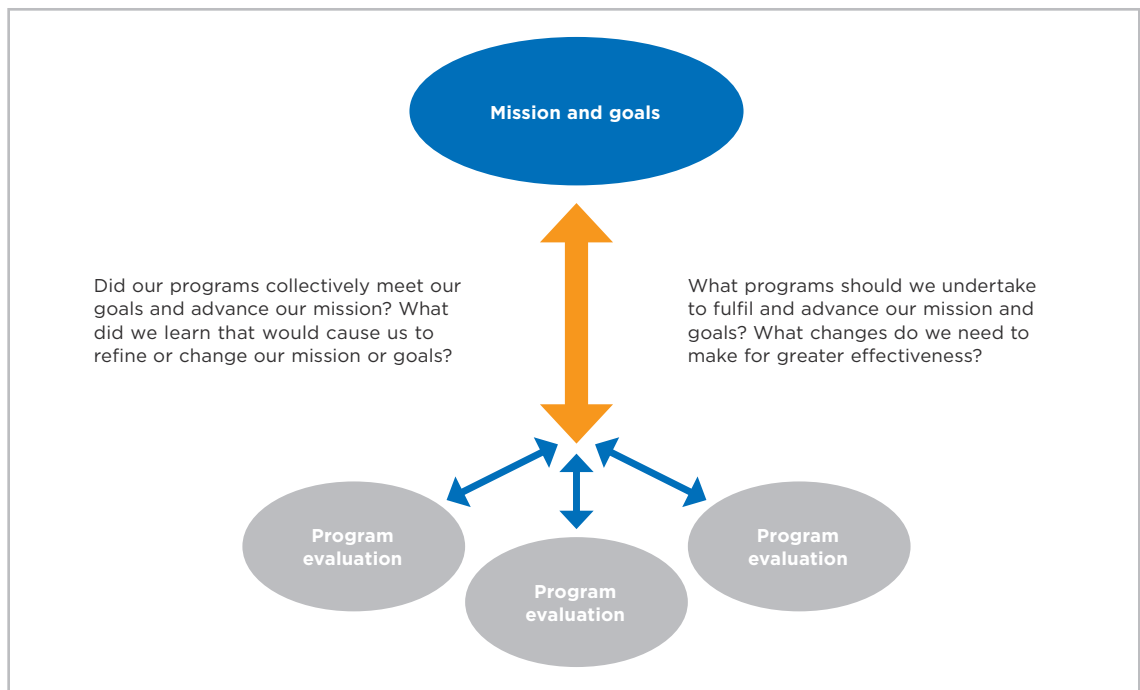 Mission and goals
Did our programs collectively meet our
goals and advance our mission? What
did we learn that would cause us to
refine or change our mission or goals?
What programs should we undertake
to fulfil and advance our mission and
goals? What changes do we need to
make for greater effectiveness?
Program
evaluation
Program
evaluation
Program
evaluation